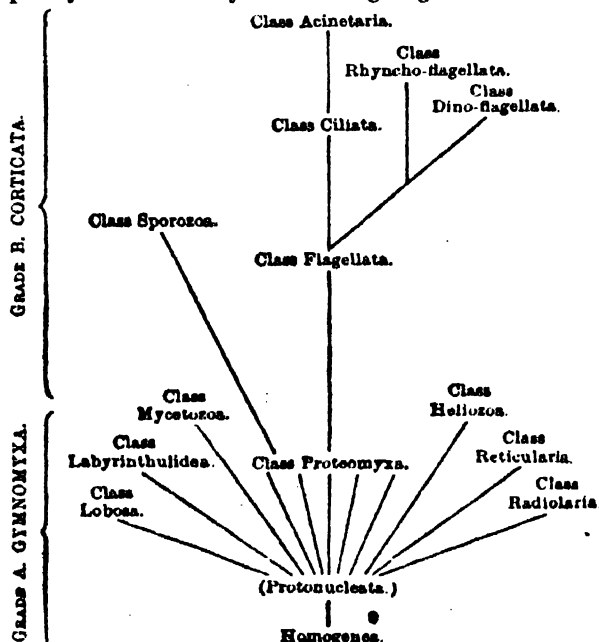 Class Acinetaria.
Class
Rhyncho-flagellata.
Class
Dino-flagellata.
Class Ciliata.
Class Sporozoa.
Class Flagellata.
GRADE B. CORTICATA.
Class
Mycetozoa.
Class
Heliozoa.
Class
Labyrinthulidea.
Class Proteomyxa.
Class
Reticularia.
Class
Lobosa.
Class
Radiolaria
(Protonucleata.)
Homogenea.
GRADE A. GYMNOMYXA.